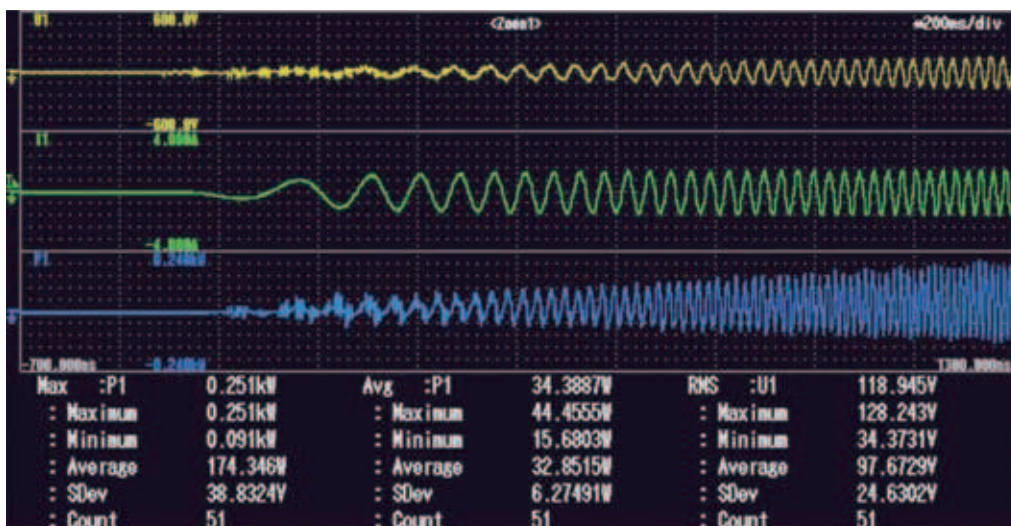 U1 600.0V <Zoom1> 200ms/div
-600.0V
I1 4.000A
-4.000A
P1 0.240kW
-700.000ms -0.240kW 1300.000ms
Max :P1 0.251kW Avg :P1 34.3887W RMS :U1 118.945V
: Maximum 0.251kW : Maximum 44.4555W : Maximum 128.243V
: Minimum 0.091kW : Minimum 15.6803W : Minimum 34.3731V
: Average 174.346W : Average 32.8515W : Average 97.6729V
: SDev 38.8324V : SDev 6.27491W : SDev 24.6302V
: Count 51 : Count 51 : Count 51